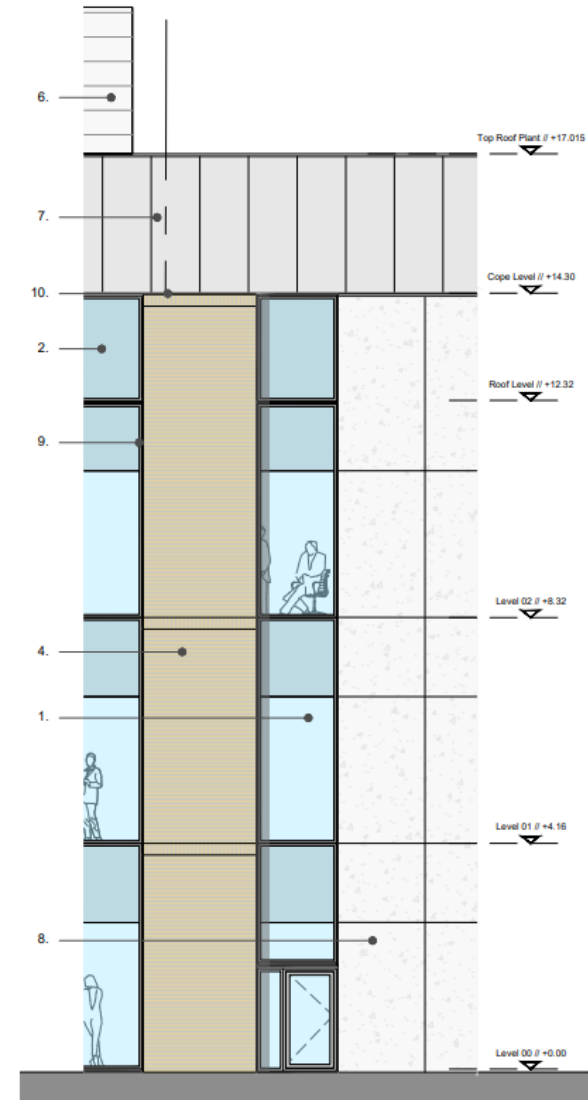 6.
Top Roof Plant // +17.015
7.
Cope Level // +14.30
10.
2.
Roof Level // +12.32
9.
Level 02 // +8.32
4.
1.
Level 01 // +4.16
8.
Level 00 // +0.00